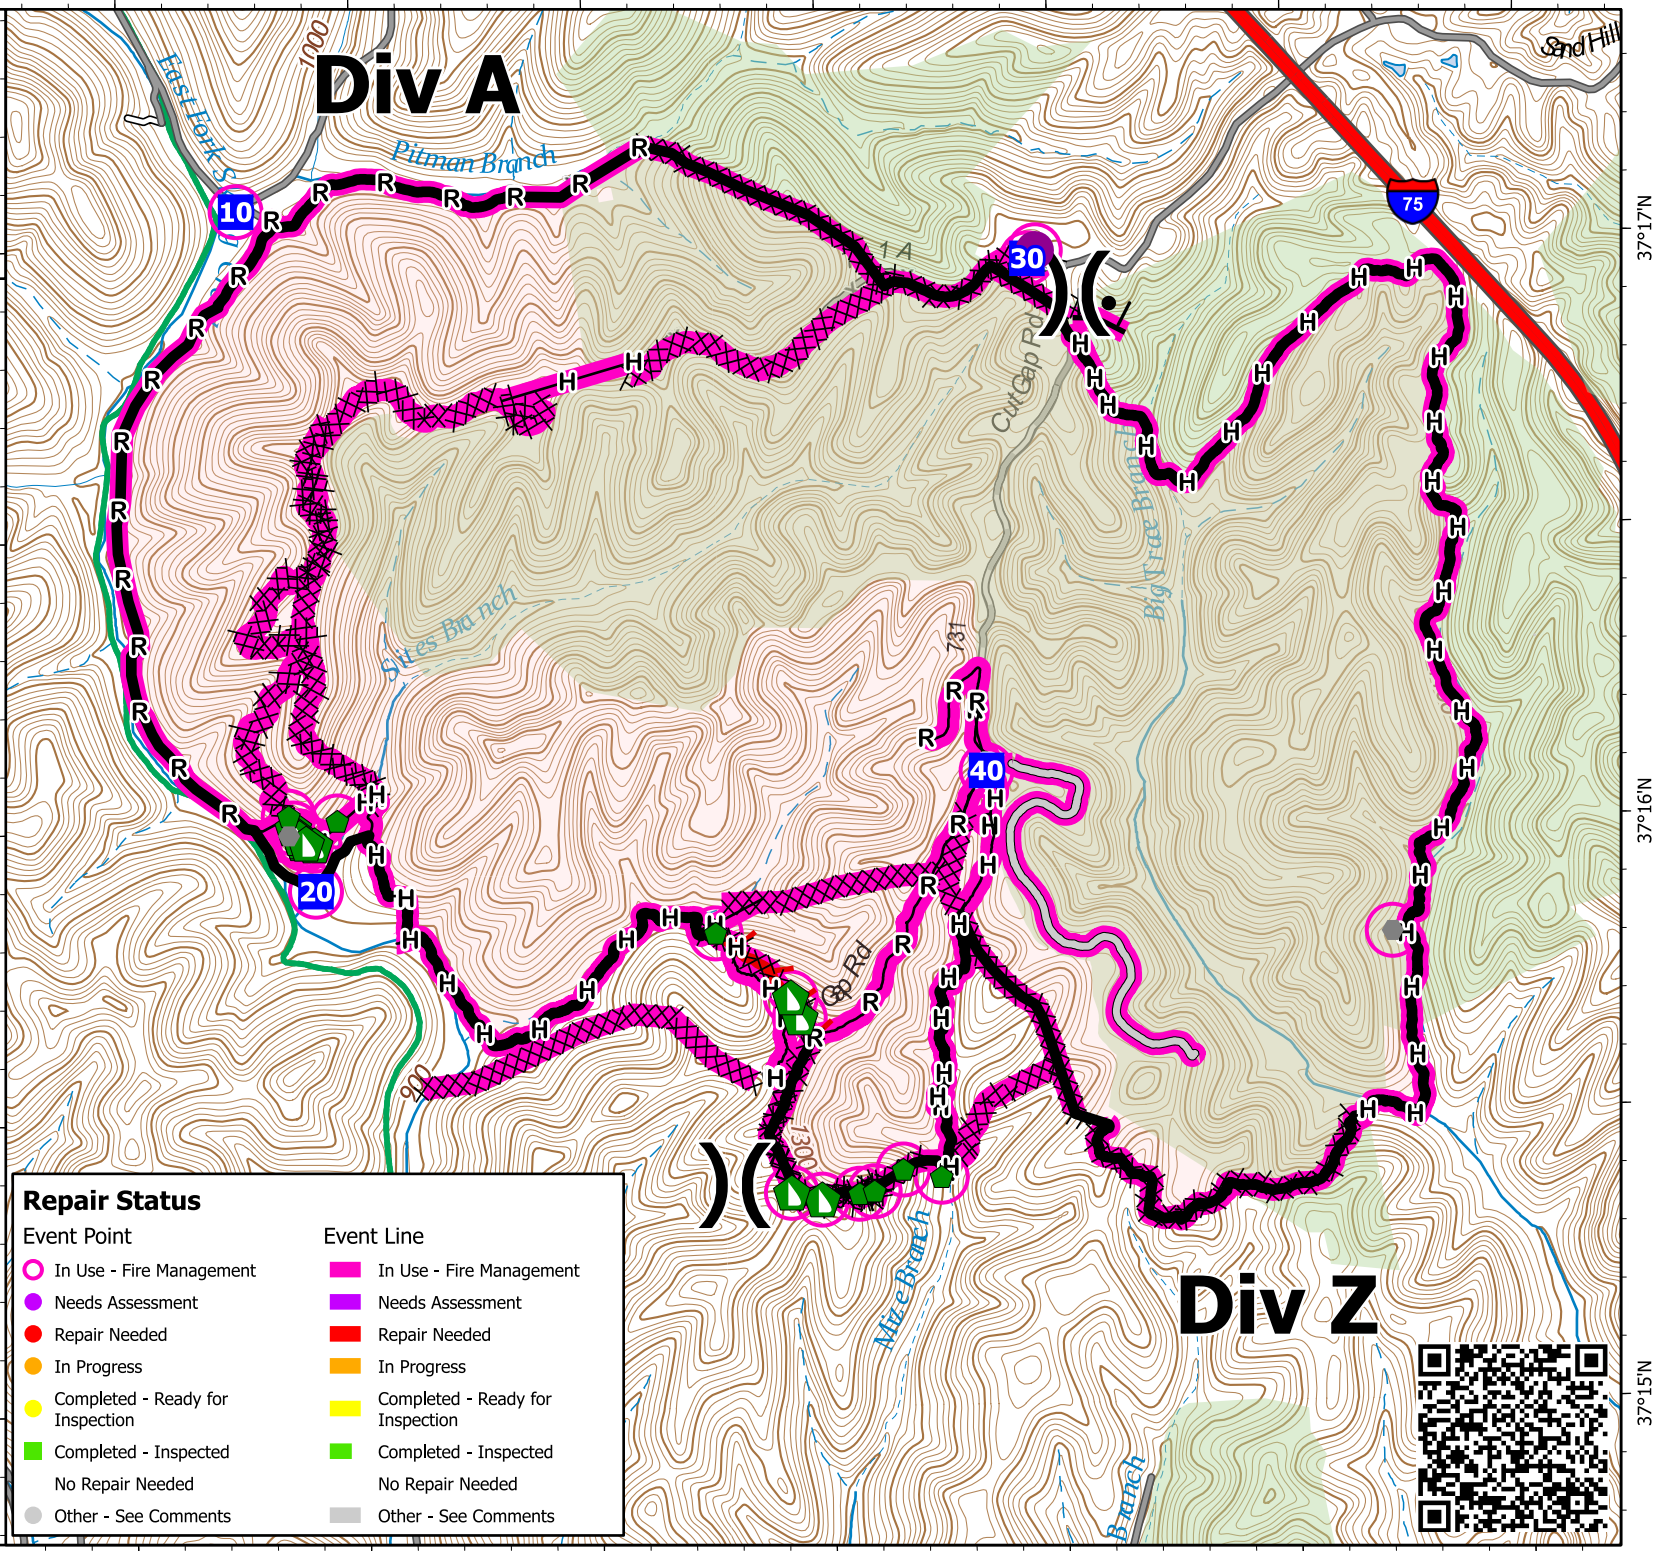 Sand Hill
1000
Div A
East Fork S
Pitman Branch
10
75
37°17'N
1 A
30
CutGap Rd
Big Trace Branch
Sites Branch
731
40
37°16'N
20
Gap Rd
900
1300
Mize Branch
Div Z
37°15'N
Branch
Repair Status
Event Point
In Use - Fire Management
Needs Assessment
Repair Needed
In Progress
Completed - Ready for
Inspection
Completed - Inspected
No Repair Needed
Other - See Comments
Event Line
In Use - Fire Management
Needs Assessment
Repair Needed
In Progress
Completed - Ready for
Inspection
Completed - Inspected
No Repair Needed
Other - See Comments